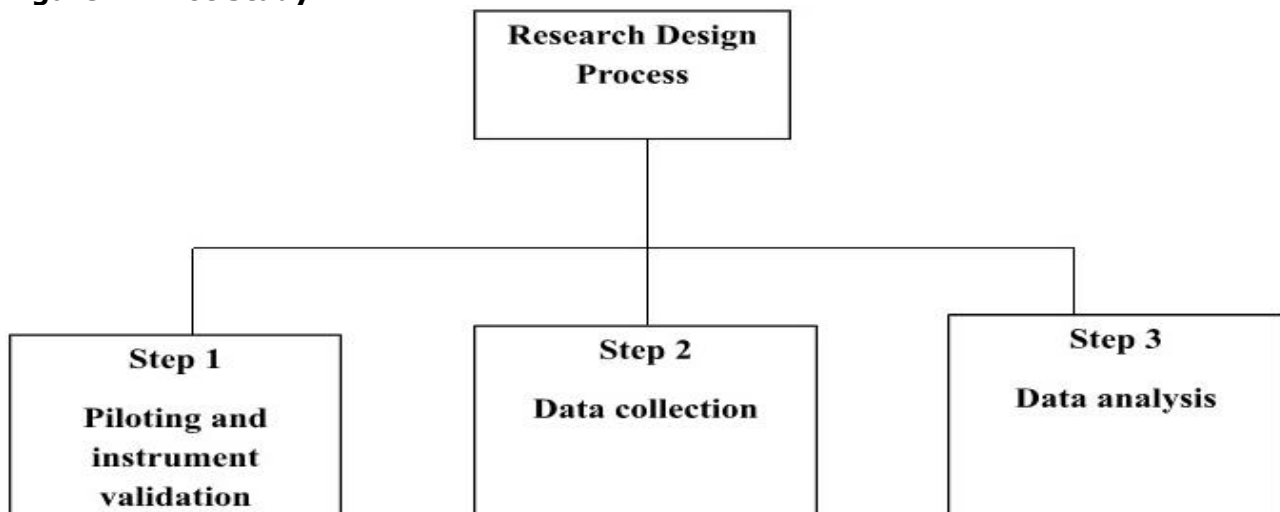 Research Design
Process
Step 1
Piloting and
instrument
validation
Step 2
Data collection
Step 3
Data analysis